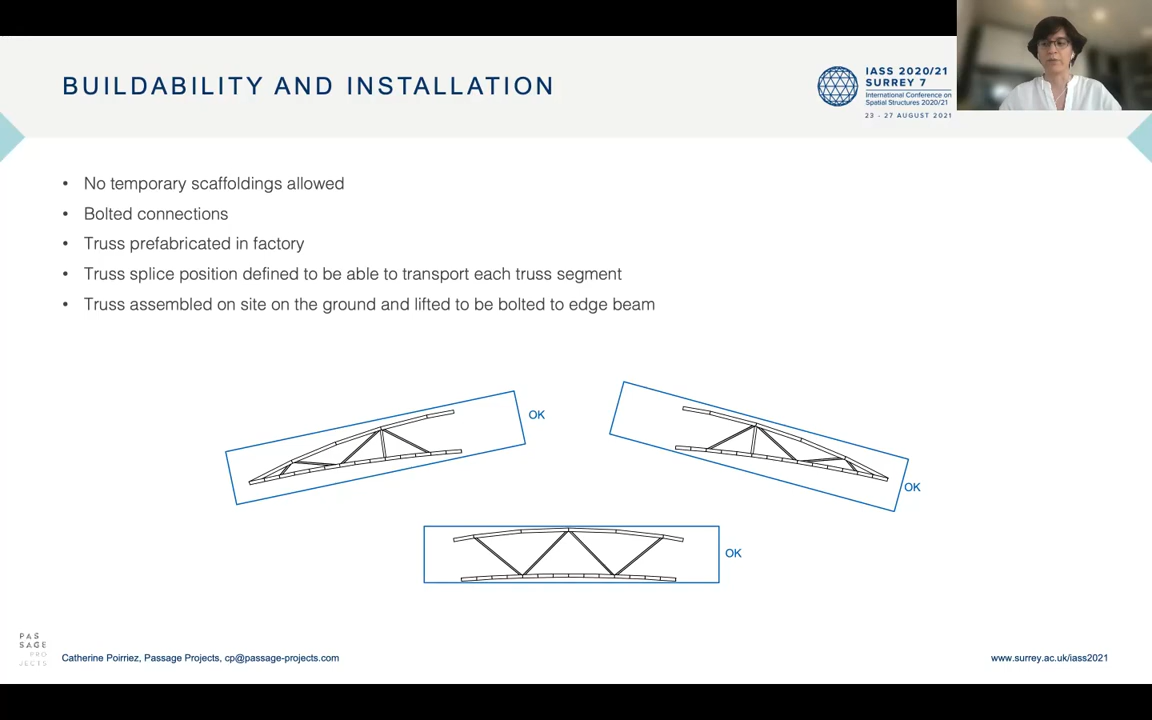 BUILDABILITY AND INSTALLATION
IASS 2020/21
SURREY 7
International Conference on
Spatial Structures 2020/21
23 - 27 AUGUST 2021
• No temporary scaffoldings allowed
• Bolted connections
• Truss prefabricated in factory
• Truss splice position defined to be able to transport each truss segment
• Truss assembled on site on the ground and lifted to be bolted to edge beam
OK
OK
OK
PAS
SAGE
PRO
JECTS
Catherine Poirriez, Passage Projects, cp@passage-projects.com
www.surrey.ac.uk/iass2021